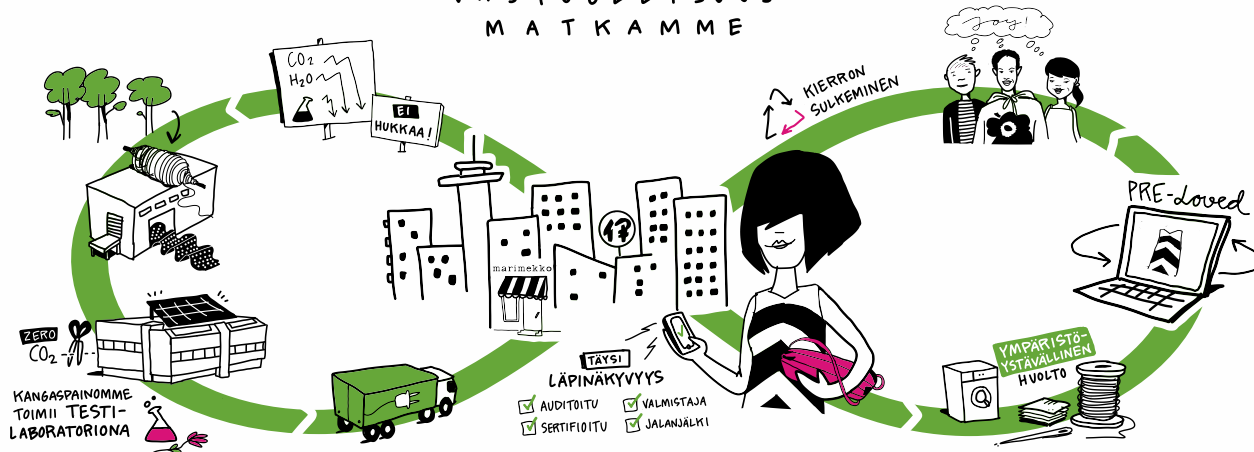 MATKAMME
CO₂
H₂O
EI
HUKKAA!
KIERRON
SULKEMINEN
Joy!
PRE-Loved
marimekko
ZERO
CO₂
KANGASPAINOMME
TOIMII TESTI-
LABORATORIONA
TÄYSI
LÄPINÄKYVYYS
AUDITOITU
VALMISTAJA
SERTIFIOITU
JALANJÄLKI
YMPÄRISTÖ-
YSTÄVÄLLINEN
HUOLTO